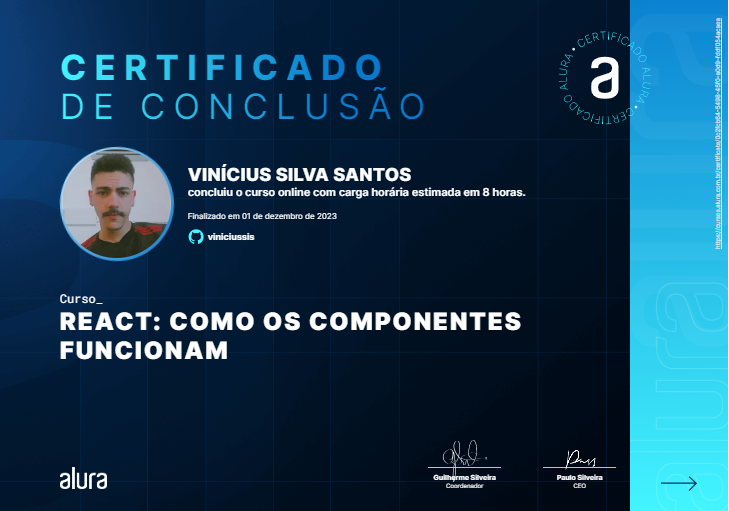 CERTIFICADO
DE CONCLUSÃO
CERTIFICADO ALURA • CERTIFICADO ALURA •
a
VINÍCIUS SILVA SANTOS
concluiu o curso online com carga horária estimada em 8 horas.
Finalizado em 01 de dezembro de 2023
viniciussis
Curso_
REACT: COMO OS COMPONENTES
FUNCIONAM
alura
Guilherme Silveira
Coordenador
Paulo Silveira
CEO
alura